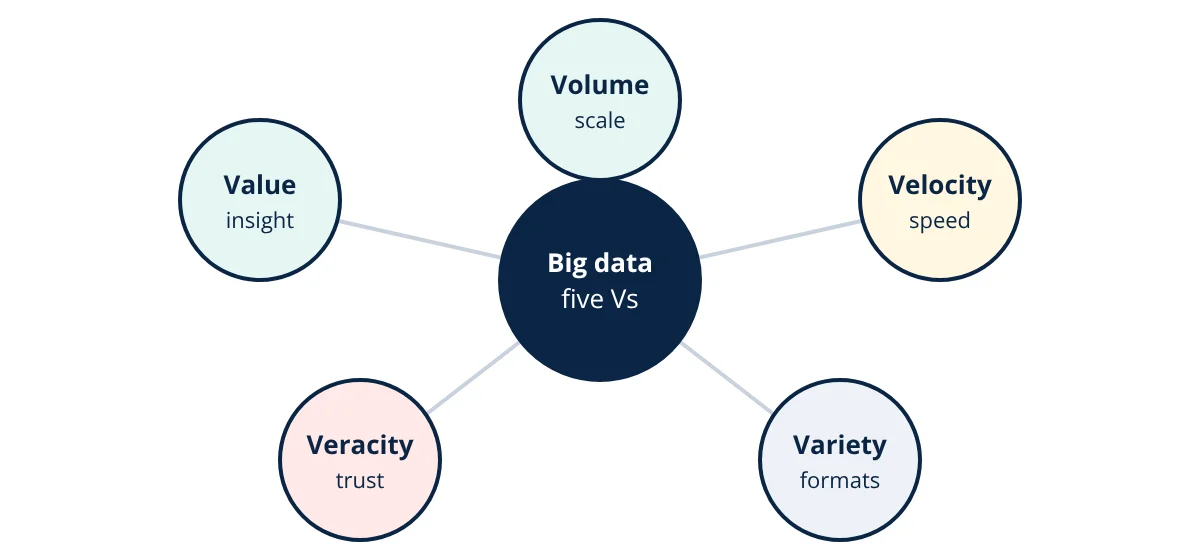 Volume
scale
Value
insight
Velocity
speed
Big data
five Vs
Veracity
trust
Variety
formats